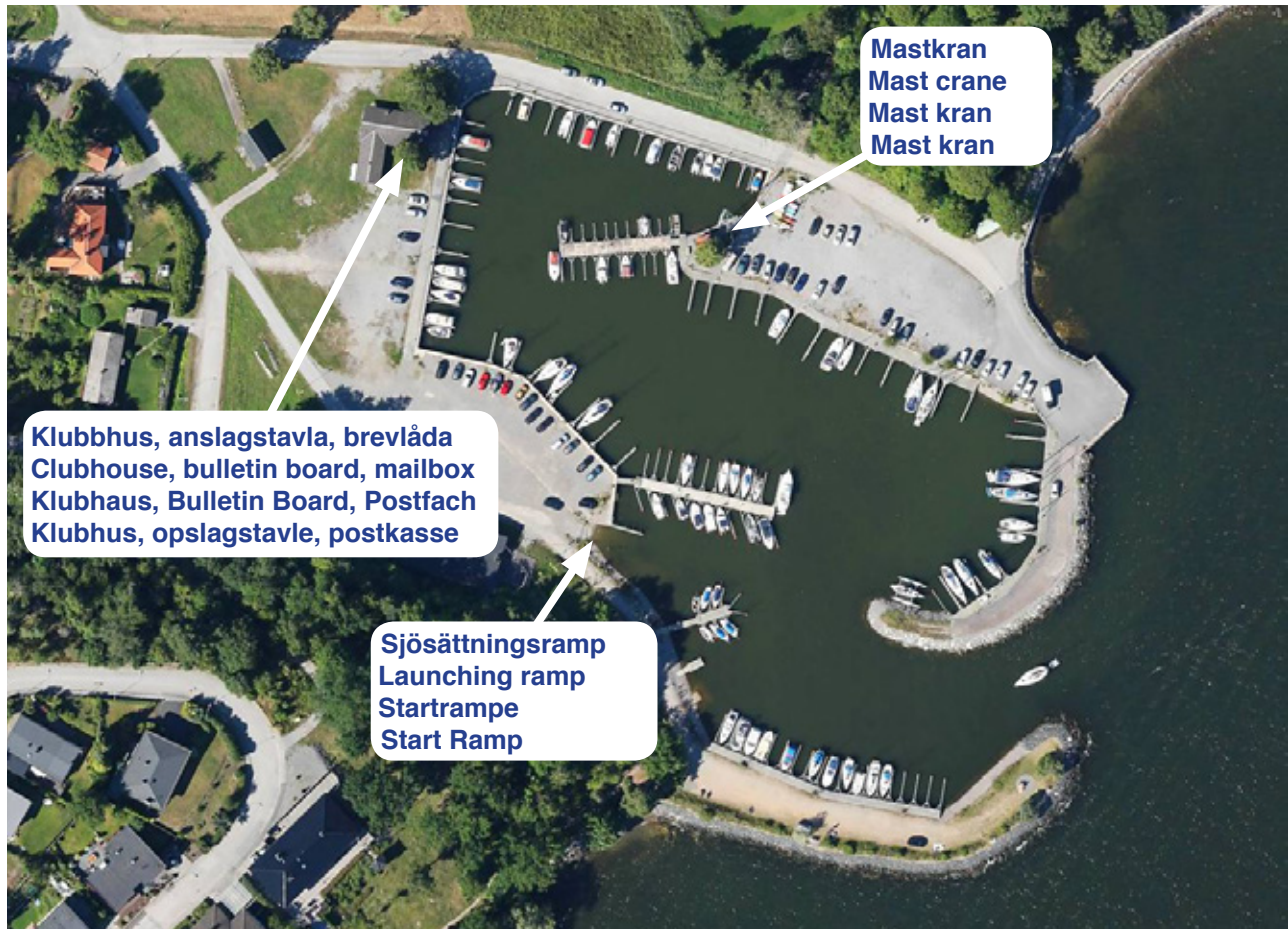 Mastkran
Mast crane
Mast kran
Mast kran
Klubbhus, anslagstavla, brevlåda
Clubhouse, bulletin board, mailbox
Klubhaus, Bulletin Board, Postfach
Klubhus, opslagstavle, postkasse
Sjösättningsramp
Launching ramp
Startrampe
Start Ramp